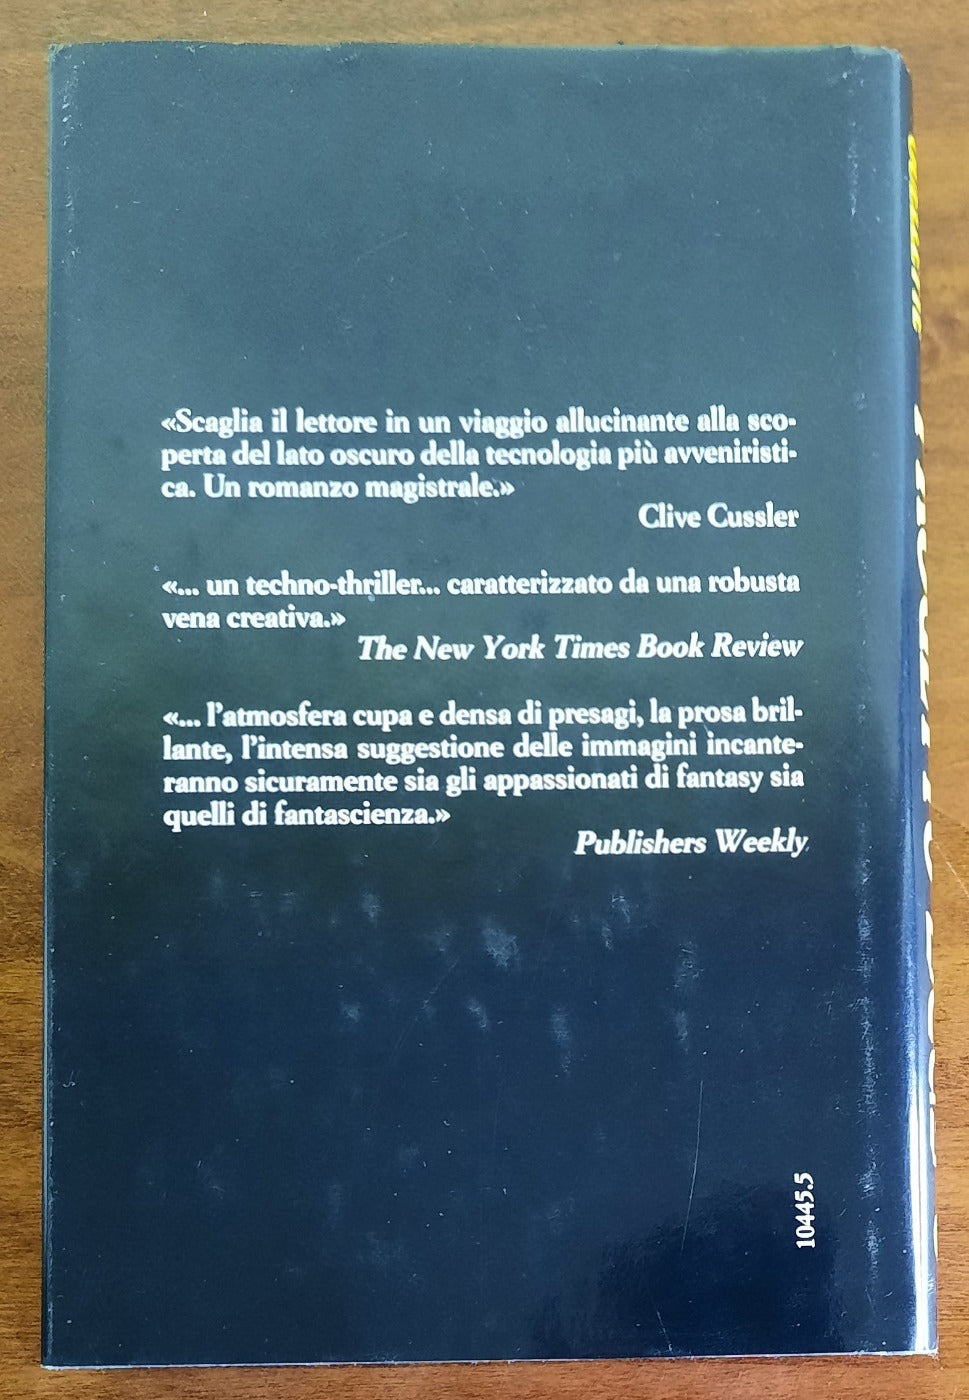 «Scaglia il lettore in un viaggio allucinante alla sco-
perta del lato oscuro della tecnologia più avveniristi-
ca. Un romanzo magistrale.»
Clive Cussler
«... un techno-thriller... caratterizzato da una robusta
vena creativa.»
The New York Times Book Review
«... l'atmosfera cupa e densa di presagi, la prosa bril-
lante, l'intensa suggestione delle immagini incante-
ranno sicuramente sia gli appassionati di fantasy sia
quelli di fantascienza.»
Publishers Weekly
10445.5